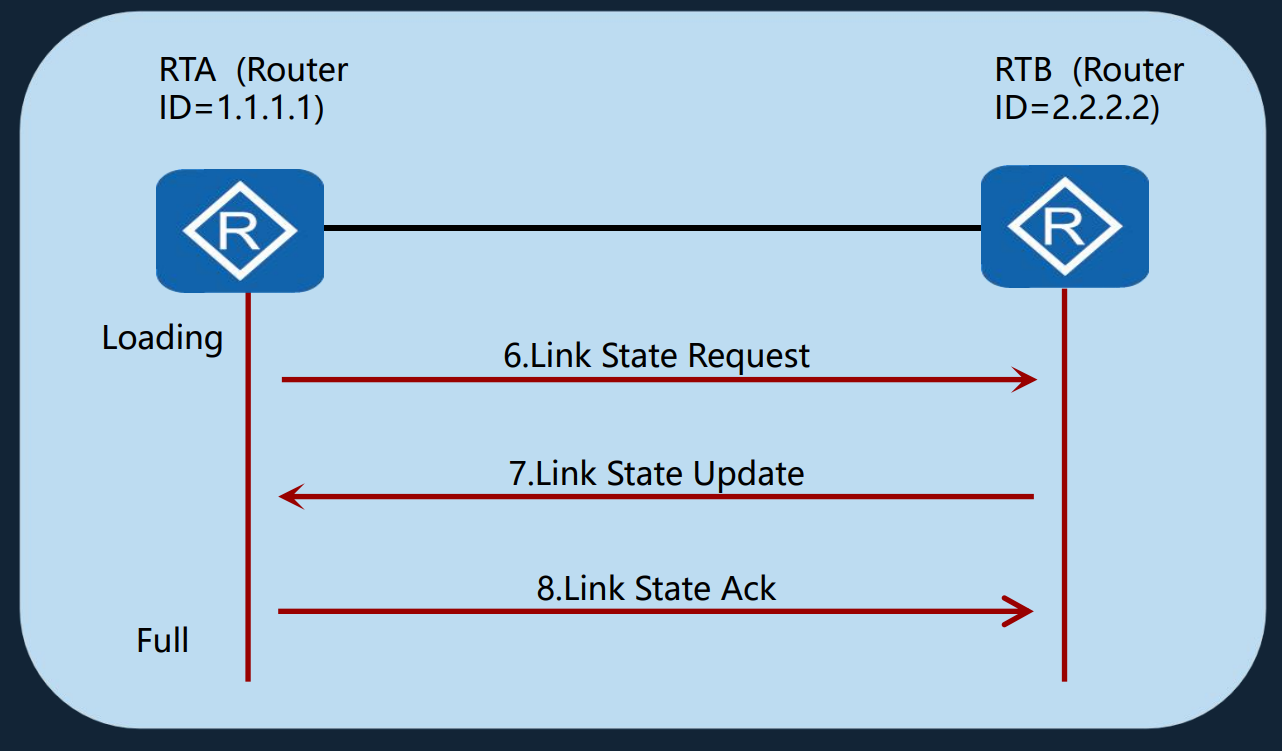 RTA (Router
ID=1.1.1.1)
RTB (Router
ID=2.2.2.2)
R
R
Loading
6.Link State Request
7.Link State Update
8.Link State Ack
Full